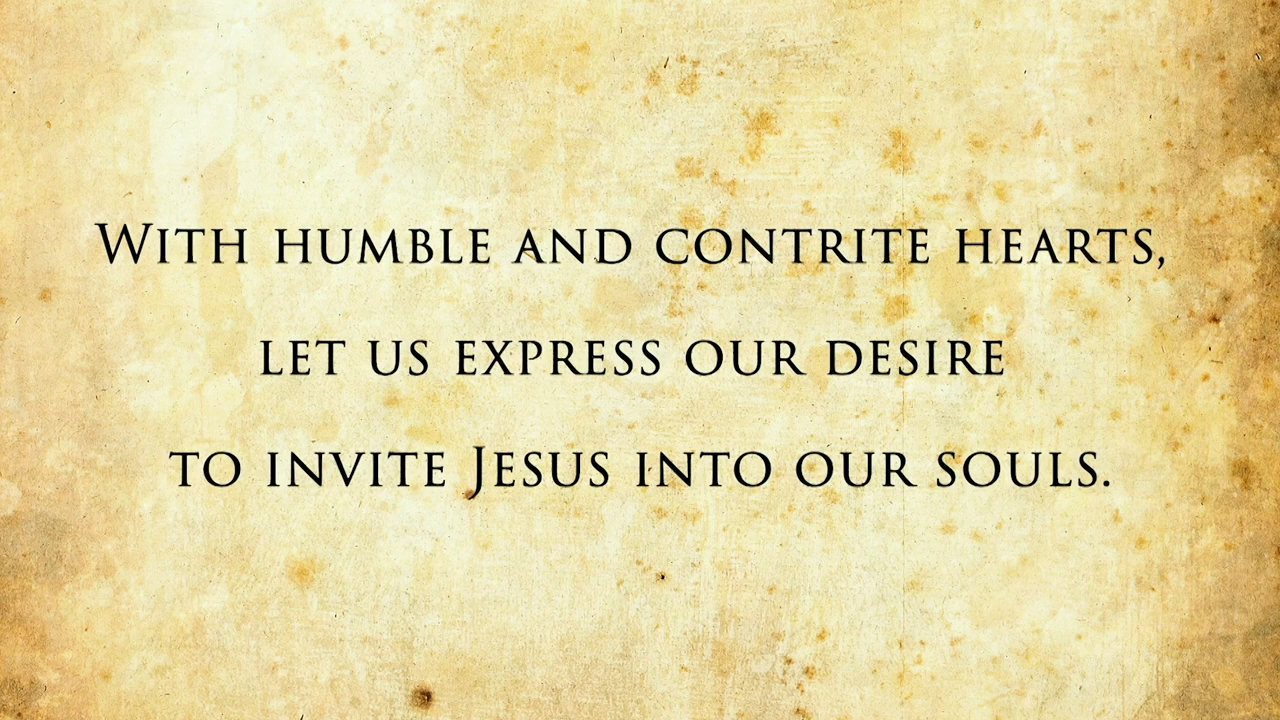 With humble and contrite hearts,
let us express our desire
to invite Jesus into our souls.